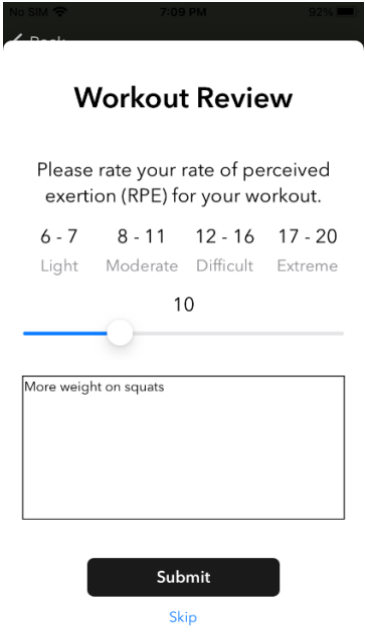 No SIM 7:09 PM 92%
Back
Workout Review
Please rate your rate of perceived
exertion (RPE) for your workout.
6 - 7 8 - 11 12 - 16 17 - 20
Light Moderate Difficult Extreme
10
More weight on squats
Submit
Skip